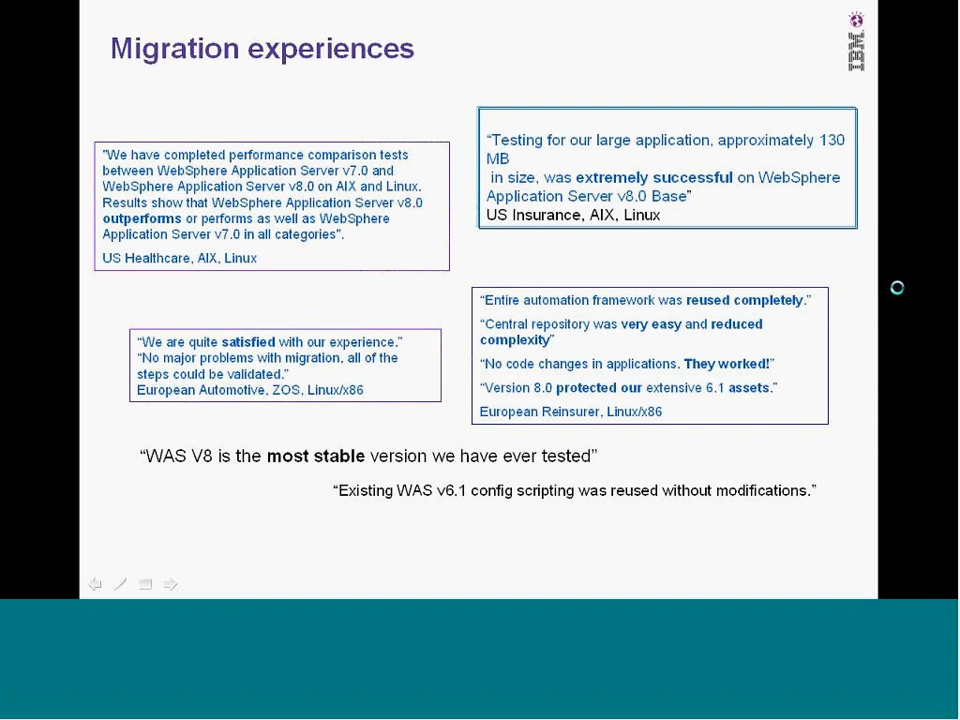 Migration experiences
IBM
"We have completed performance comparison tests
between WebSphere Application Server v7.0 and
WebSphere Application Server v8.0 on AIX and Linux.
Results show that WebSphere Application Server v8.0
outperforms or performs as well as WebSphere
Application Server v7.0 in all categories".
US Healthcare, AIX, Linux
“Testing for our large application, approximately 130
MB
in size, was extremely successful on WebSphere
Application Server v8.0 Base”
US Insurance, AIX, Linux
“We are quite satisfied with our experience.”
“No major problems with migration, all of the
steps could be validated.”
European Automotive, ZOS, Linux/x86
“Entire automation framework was reused completely.”
“Central repository was very easy and reduced
complexity”
“No code changes in applications. They worked!”
“Version 8.0 protected our extensive 6.1 assets.”
European Reinsurer, Linux/x86
“WAS V8 is the most stable version we have ever tested”
“Existing WAS v6.1 config scripting was reused without modifications.”